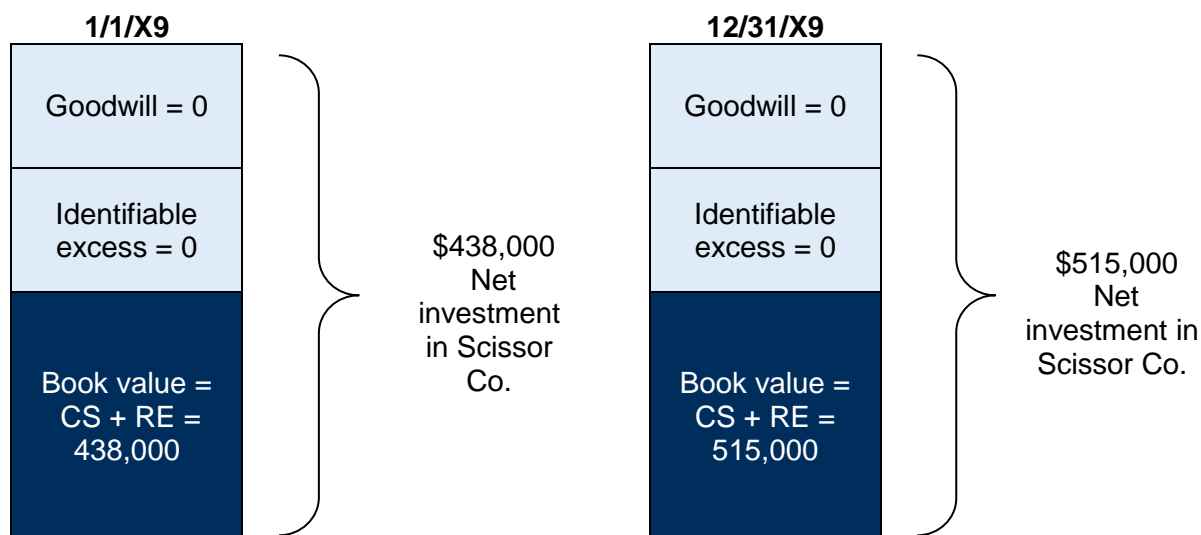 1/1/X9
Goodwill = 0
Identifiable
excess = 0
Book value =
CS + RE =
438,000
$438,000
Net
investment
in Scissor
Co.
12/31/X9
Goodwill = 0
Identifiable
excess = 0
Book value =
CS + RE =
515,000
$515,000
Net
investment in
Scissor Co.